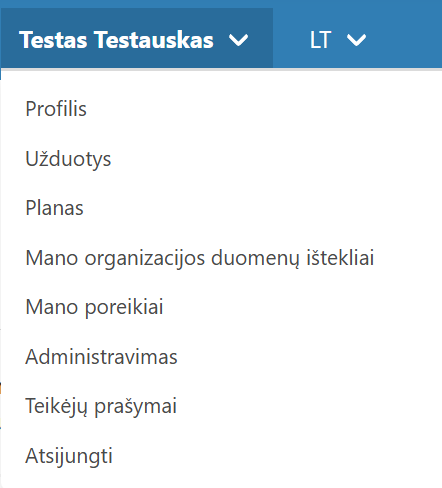 Testas Testauskas LT
Profilis
Užduotys
Planas
Mano organizacijos duomenų ištekliai
Mano poreikiai
Administravimas
Teikėjų prašymai
Atsijungti